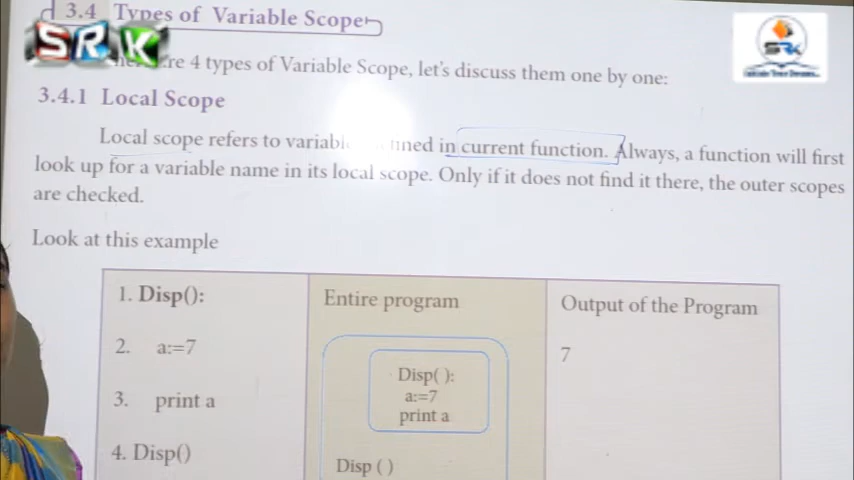 3.4 Types of Variable Scope
SRK
SRK
are 4 types of Variable Scope, let's discuss them one by one:
3.4.1 Local Scope
Local scope refers to in current function. Always, a function will first
look up for a variable name in its local scope. Only if it does not find it there, the outer scopes
are checked.
Look at this example
1. Disp():
2. a:=7
3. print a
4. Disp()
Entire program
Disp( ):
a:=7
print a
Disp ( )
Output of the Program
7